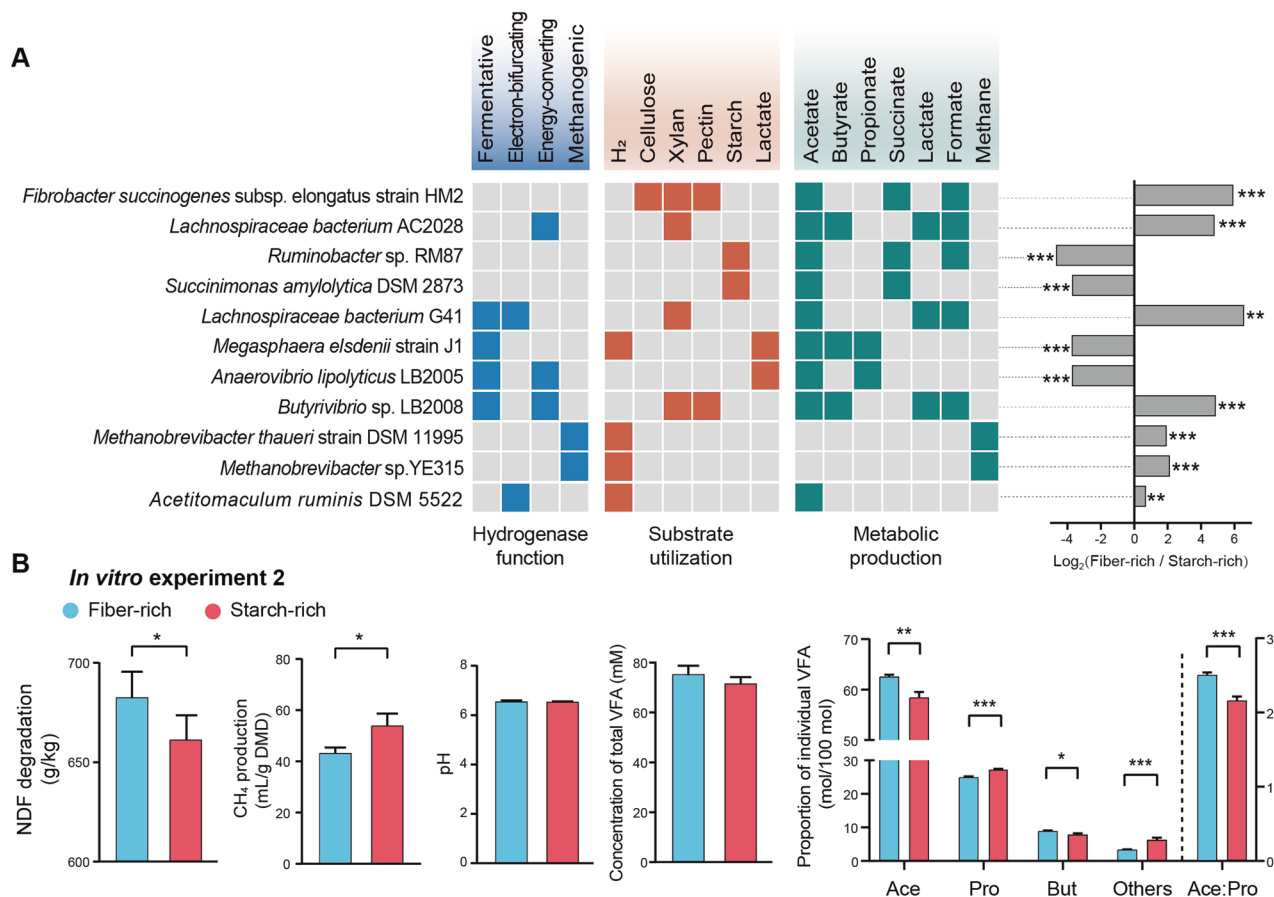 A
Fermentative
Electron-bifurcating
Energy-converting
Methanogenic
H₂
Cellulose
Xylan
Pectin
Starch
Lactate
Acetate
Butyrate
Propionate
Succinate
Lactate
Formate
Methane
Fibrobacter succinogenes subsp. elongatus strain HM2
***
Lachnospiraceae bacterium AC2028
***
Ruminobacter sp. RM87
***
Succinimonas amylolytica DSM 2873
***
Lachnospiraceae bacterium G41
**
Megasphaera elsdenii strain J1
***
Anaerovibrio lipolyticus LB2005
***
Butyrivibrio sp. LB2008
***
Methanobrevibacter thaueri strain DSM 11995
***
Methanobrevibacter sp.YE315
***
Acetitomaculum ruminis DSM 5522
**
Hydrogenase
function
Substrate
utilization
Metabolic
production
-4 -2 0 2 4 6
Log₂(Fiber-rich / Starch-rich)
B
In vitro experiment 2
Fiber-rich
Starch-rich
NDF degradation
(g/kg)
700
650
600
*
CH₄ production
(mL/g DMD)
80
60
40
20
0
*
pH
8
6
4
2
0
Concentration of total VFA (mM)
80
60
40
20
0
Proportion of individual VFA
(mol/100 mol)
70
60
50
30
20
10
0
**
***
*
***
***
3
2
1
0
Ace
Pro
But
Others
Ace:Pro